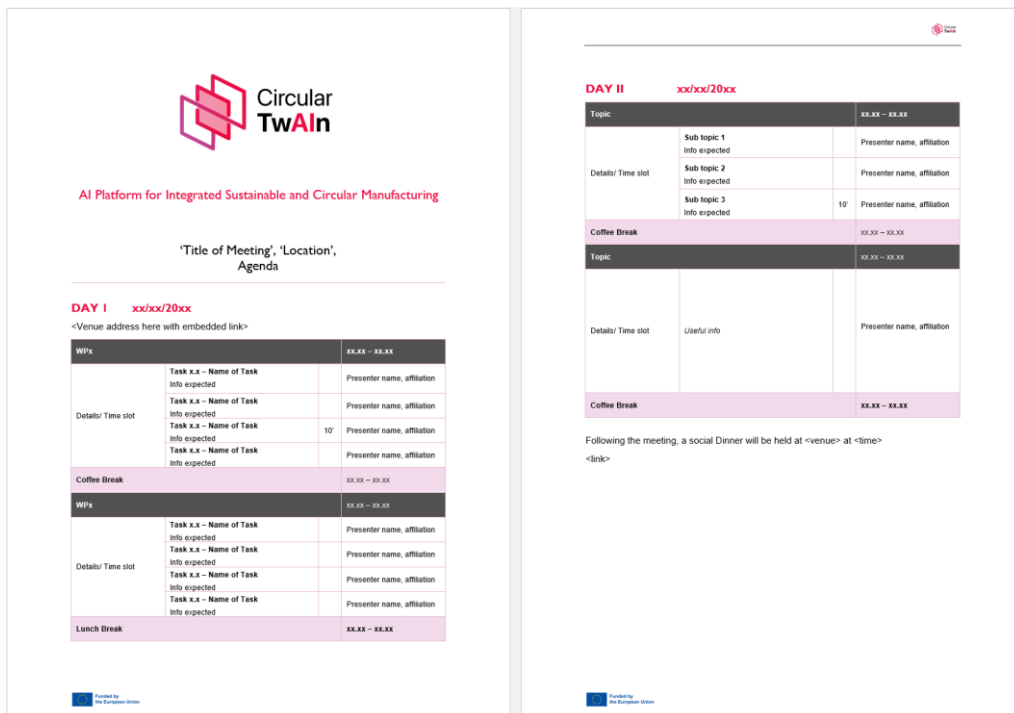 Circular
TwAIn
AI Platform for Integrated Sustainable and Circular Manufacturing
‘Title of Meeting’, ‘Location’,
Agenda
DAY I xx/xx/20xx
<Venue address here with embedded link>
WPx xx.xx – xx.xx
Details/ Time slot
Task x.x – Name of Task
Info expected
Presenter name, affiliation
Task x.x – Name of Task
Info expected
Presenter name, affiliation
Task x.x – Name of Task
Info expected
10' Presenter name, affiliation
Task x.x – Name of Task
Info expected
Presenter name, affiliation
Coffee Break xx.xx – xx.xx
WPx xx.xx – xx.xx
Details/ Time slot
Task x.x – Name of Task
Info expected
Presenter name, affiliation
Task x.x – Name of Task
Info expected
Presenter name, affiliation
Task x.x – Name of Task
Info expected
Presenter name, affiliation
Task x.x – Name of Task
Info expected
Presenter name, affiliation
Lunch Break xx.xx – xx.xx
Funded by
the European Union
Circular
TwAIn
DAY II xx/xx/20xx
Topic xx.xx – xx.xx
Details/ Time slot
Sub topic 1
Info expected
Presenter name, affiliation
Sub topic 2
Info expected
Presenter name, affiliation
Sub topic 3
Info expected
10' Presenter name, affiliation
Coffee Break xx.xx – xx.xx
Topic xx.xx – xx.xx
Details/ Time slot Useful info Presenter name, affiliation
Coffee Break xx.xx – xx.xx
Following the meeting, a social Dinner will be held at <venue> at <time>
<link>
Funded by
the European Union